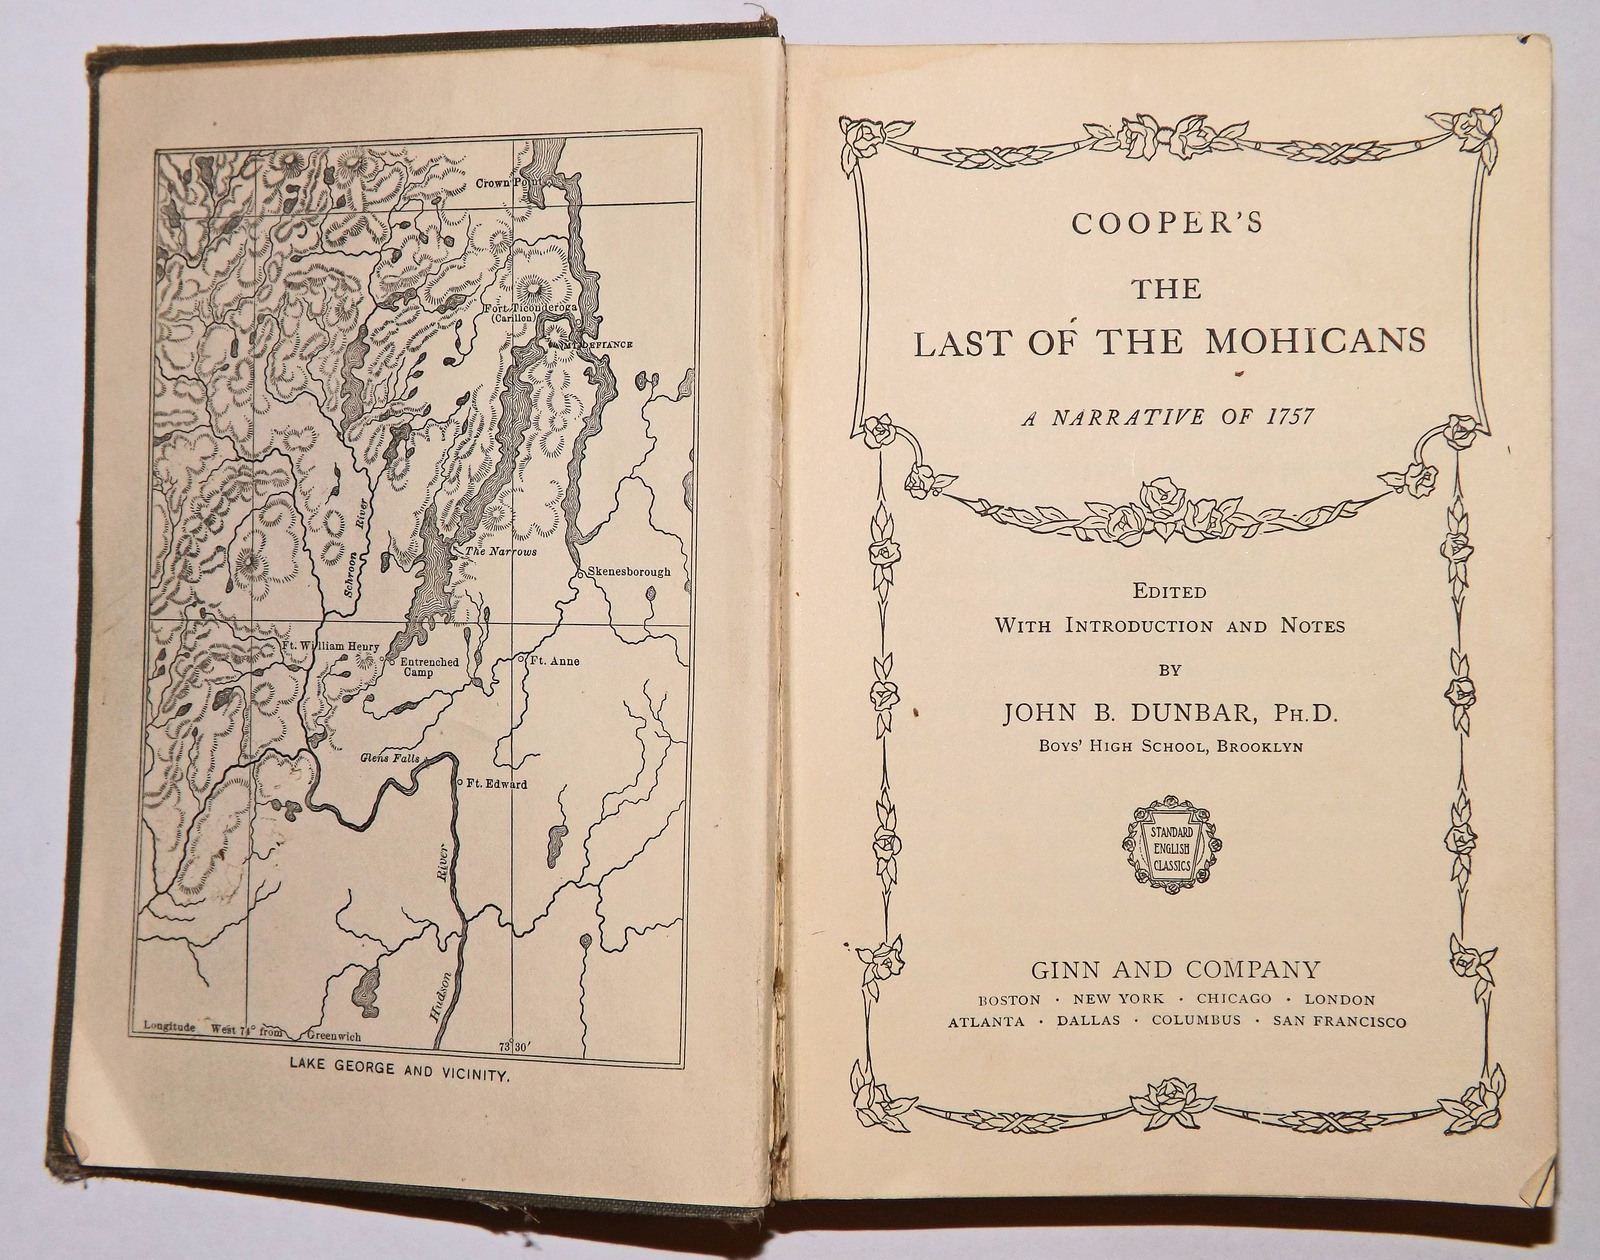 Crown Point
Fort Ticonderoga
(Carillon)
MT. DEFIANCE
Schroon River
The Narrows
Skenesborough
Ft. William Henry
Entrenched
Camp
Ft. Anne
Glens Falls
Ft. Edward
Hudson River
Longitude West 74° from Greenwich
73°30'
LAKE GEORGE AND VICINITY.
COOPER'S
THE
LAST OF THE MOHICANS
A NARRATIVE OF 1757
EDITED
WITH INTRODUCTION AND NOTES
BY
JOHN B. DUNBAR, PH.D.
BOYS' HIGH SCHOOL, BROOKLYN
STANDARD
ENGLISH
CLASSICS
GINN AND COMPANY
BOSTON · NEW YORK · CHICAGO · LONDON
ATLANTA · DALLAS · COLUMBUS · SAN FRANCISCO